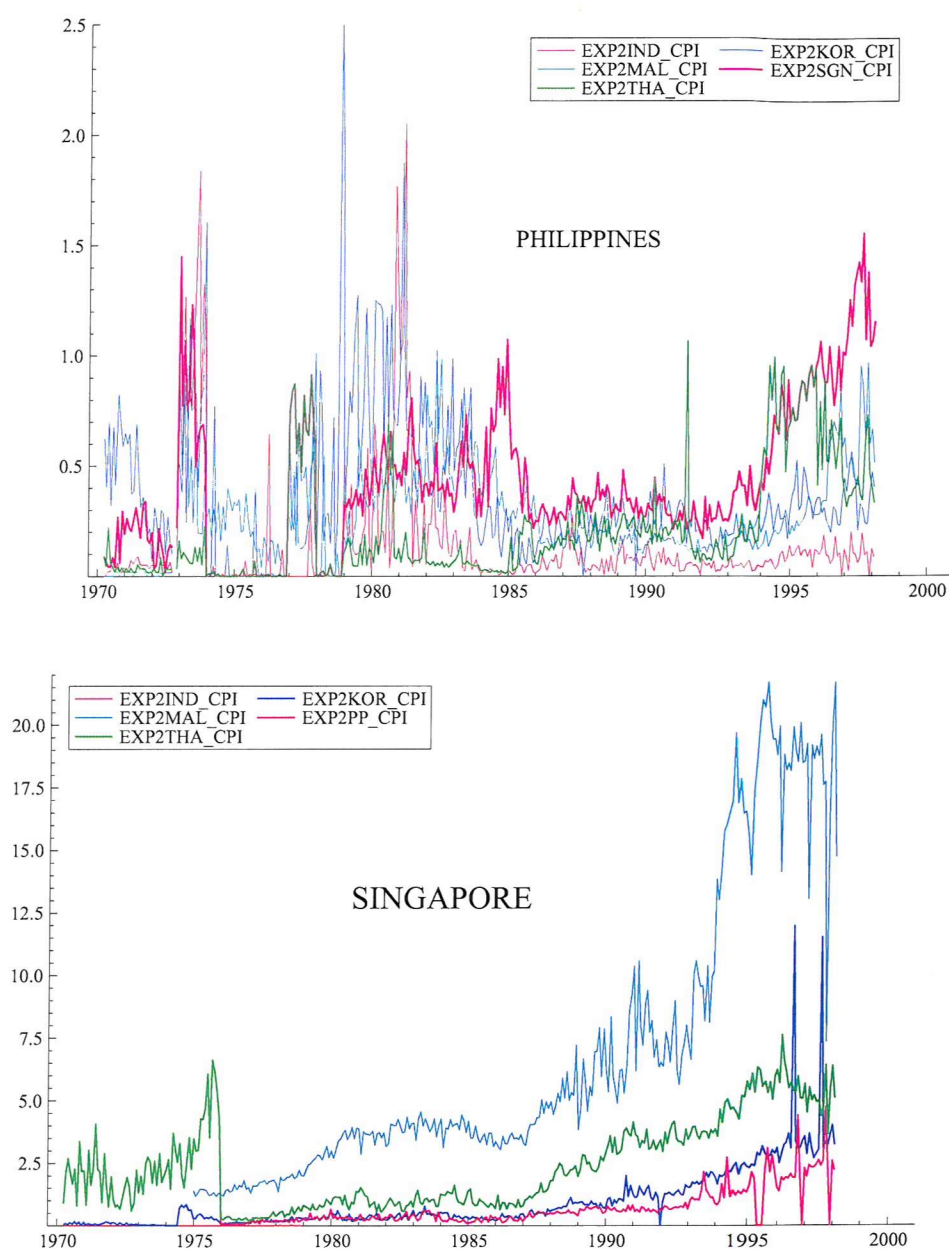 2.5
EXP2IND_CPI EXP2KOR_CPI
EXP2MAL_CPI EXP2SGN_CPI
EXP2THA_CPI
2.0
1.5
PHILIPPINES
1.0
0.5
1970 1975 1980 1985 1990 1995 2000
EXP2IND_CPI EXP2KOR_CPI
EXP2MAL_CPI EXP2PP_CPI
EXP2THA_CPI
20.0
17.5
15.0
SINGAPORE
12.5
10.0
7.5
5.0
2.5
1970 1975 1980 1985 1990 1995 2000